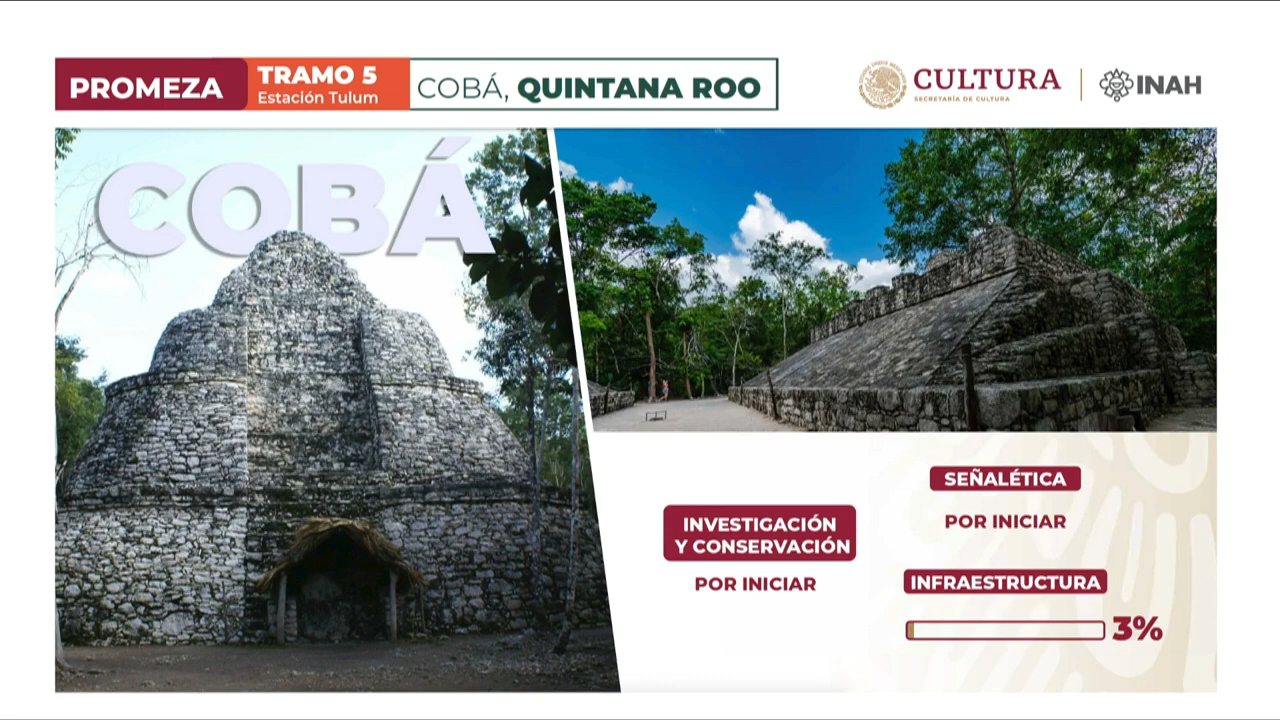 PROMEZA
TRAMO 5
Estación Tulum
COBÁ, QUINTANA ROO
CULTURA
SECRETARÍA DE CULTURA
INAH
COBÁ
INVESTIGACIÓN
Y CONSERVACIÓN
POR INICIAR
SEÑALÉTICA
POR INICIAR
INFRAESTRUCTURA
3%